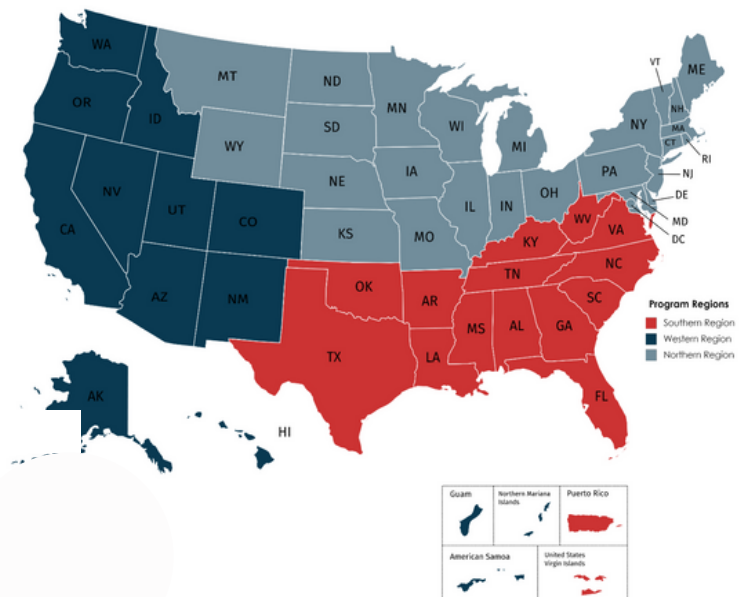 WA
OR
ID
MT
WY
NV
UT
CO
CA
AZ
NM
ND
SD
NE
KS
MN
IA
MO
WI
IL
IN
MI
OH
PA
NY
VT
NH
ME
MA
CT
RI
NJ
DE
MD
DC
WV
VA
KY
TN
NC
SC
OK
AR
TX
LA
MS
AL
GA
FL
AK
HI
Program Regions
Southern Region
Western Region
Northern Region
Guam
Northern Mariana
Islands
Puerto Rico
American Samoa
United States
Virgin Islands